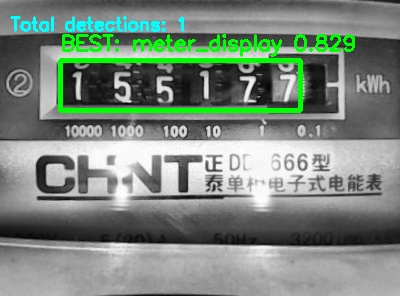 Total detections: 1
BEST: meter_display 0.829
② 1 5 5 1 7 7 kWh
10000 1000 100 10 1 0.1
CHNT 正泰 DD 666型
单相电子式电能表
50Hz 3200